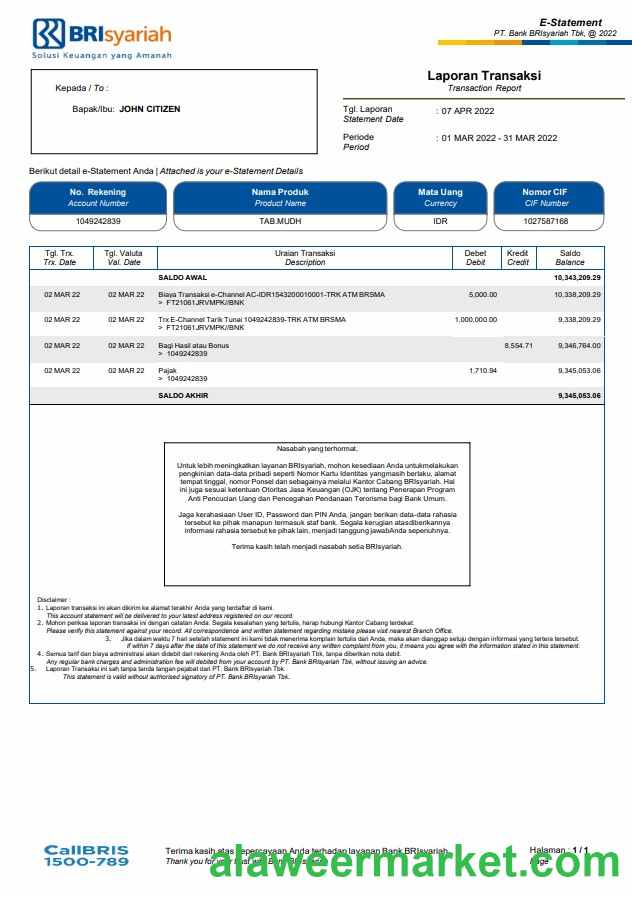 BRIsyariah
Solusi Keuangan yang Amanah
E-Statement
PT. Bank BRIsyariah Tbk, @ 2022
Kepada / To :
Bapak/Ibu: JOHN CITIZEN
Laporan Transaksi
Transaction Report
Tgl. Laporan : 07 APR 2022
Statement Date
Periode : 01 MAR 2022 - 31 MAR 2022
Period
Berikut detail e-Statement Anda | Attached is your e-Statement Details
No. Rekening Nama Produk Mata Uang Nomor CIF
Account Number Product Name Currency CIF Number
1049242839 TAB.MUDH IDR 1027587168
Tgl. Trx. Tgl. Valuta Uraian Transaksi Debet Kredit Saldo
Trx. Date Val. Date Description Debit Credit Balance
SALDO AWAL 10,343,209.29
02 MAR 22 02 MAR 22 Biaya Transaksi e-Channel AC-IDR1543200010001-TRK ATM BRSMA 5,000.00 10,338,209.29
> FT21061JRVMPK//BNK
02 MAR 22 02 MAR 22 Trx E-Channel Tarik Tunai 1049242839-TRK ATM BRSMA 1,000,000.00 9,338,209.29
> FT21061JRVMPK//BNK
02 MAR 22 02 MAR 22 Bagi Hasil atau Bonus 8,554.71 9,346,764.00
> 1049242839
02 MAR 22 02 MAR 22 Pajak 1,710.94 9,345,053.06
> 1049242839
SALDO AKHIR 9,345,053.06
Nasabah yang terhormat,
Untuk lebih meningkatkan layanan BRIsyariah, mohon kesediaan Anda untukmelakukan
pengkinian data-data pribadi seperti Nomor Kartu Identitas yangmasih berlaku, alamat
tempat tinggal, nomor Ponsel dan sebagainya melalui Kantor Cabang BRIsyariah. Hal
ini juga sesuai ketentuan Otoritas Jasa Keuangan (OJK) tentang Penerapan Program
Anti Pencucian Uang dan Pencegahan Pendanaan Terorisme bagi Bank Umum.
Jaga kerahasiaan User ID, Password dan PIN Anda, jangan berikan data-data rahasia
tersebut ke pihak manapun termasuk staf bank. Segala kerugian atasdiberikannya
informasi rahasia tersebut ke pihak lain, menjadi tanggung jawabAnda sepenuhnya.
Terima kasih telah menjadi nasabah setia BRIsyariah.
Disclaimer :
1. Laporan transaksi ini akan dikirim ke alamat terakhir Anda yang terdaftar di kami.
This account statement will be delivered to your latest address registered on our record
2. Mohon periksa laporan transaksi ini dengan catatan Anda. Segala kesalahan yang tertulis, harap hubungi Kantor Cabang terdekat.
Please verify this statement against your record. All correspondence and written statement regarding mistake please visit nearest Branch Office.
3. Jika dalam waktu 7 hari setelah statement ini kami tidak menerima komplain tertulis dari Anda, maka akan dianggap setuju dengan informasi yang tertera tersebut.
If within 7 days after the date of this statement we do not receive any written complaint from you, it means you agree with the information stated in this statement.
4. Semua tarif dan biaya administrasi akan didebit dari rekening Anda oleh PT. Bank BRIsyariah Tbk, tanpa diberikan nota debit.
Any regular bank charges and administration fee will debited from your account by PT. Bank BRIsyariah Tbk, without issuing an advice.
5. Laporan Transaksi ini sah tanpa tanda tangan pejabat dari PT. Bank BRIsyariah Tbk.
This statement is valid without authorised signatory of PT. Bank BRIsyariah Tbk.
CallBRIS
1500-789
Terima kasih atas kepercayaan Anda terhadap layanan Bank BRIsyariah
Thank you for your trust with Bank BRIsyariah
Halaman : 1 / 1
Page
alaweermarket.com